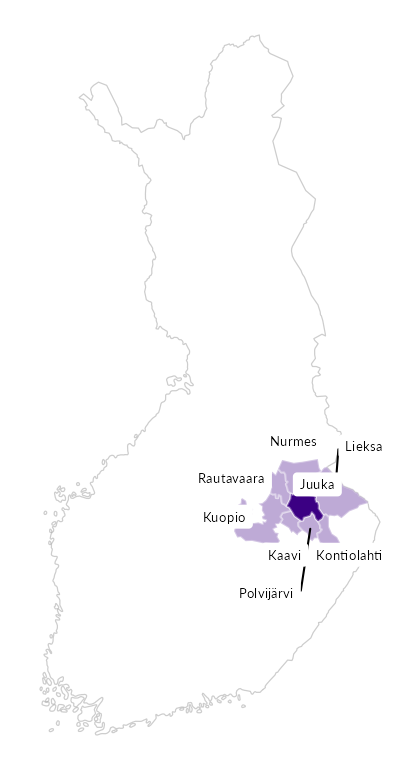 Nurmes
Lieksa
Rautavaara
Juuka
Kuopio
Kaavi
Kontiolahti
Polvijärvi